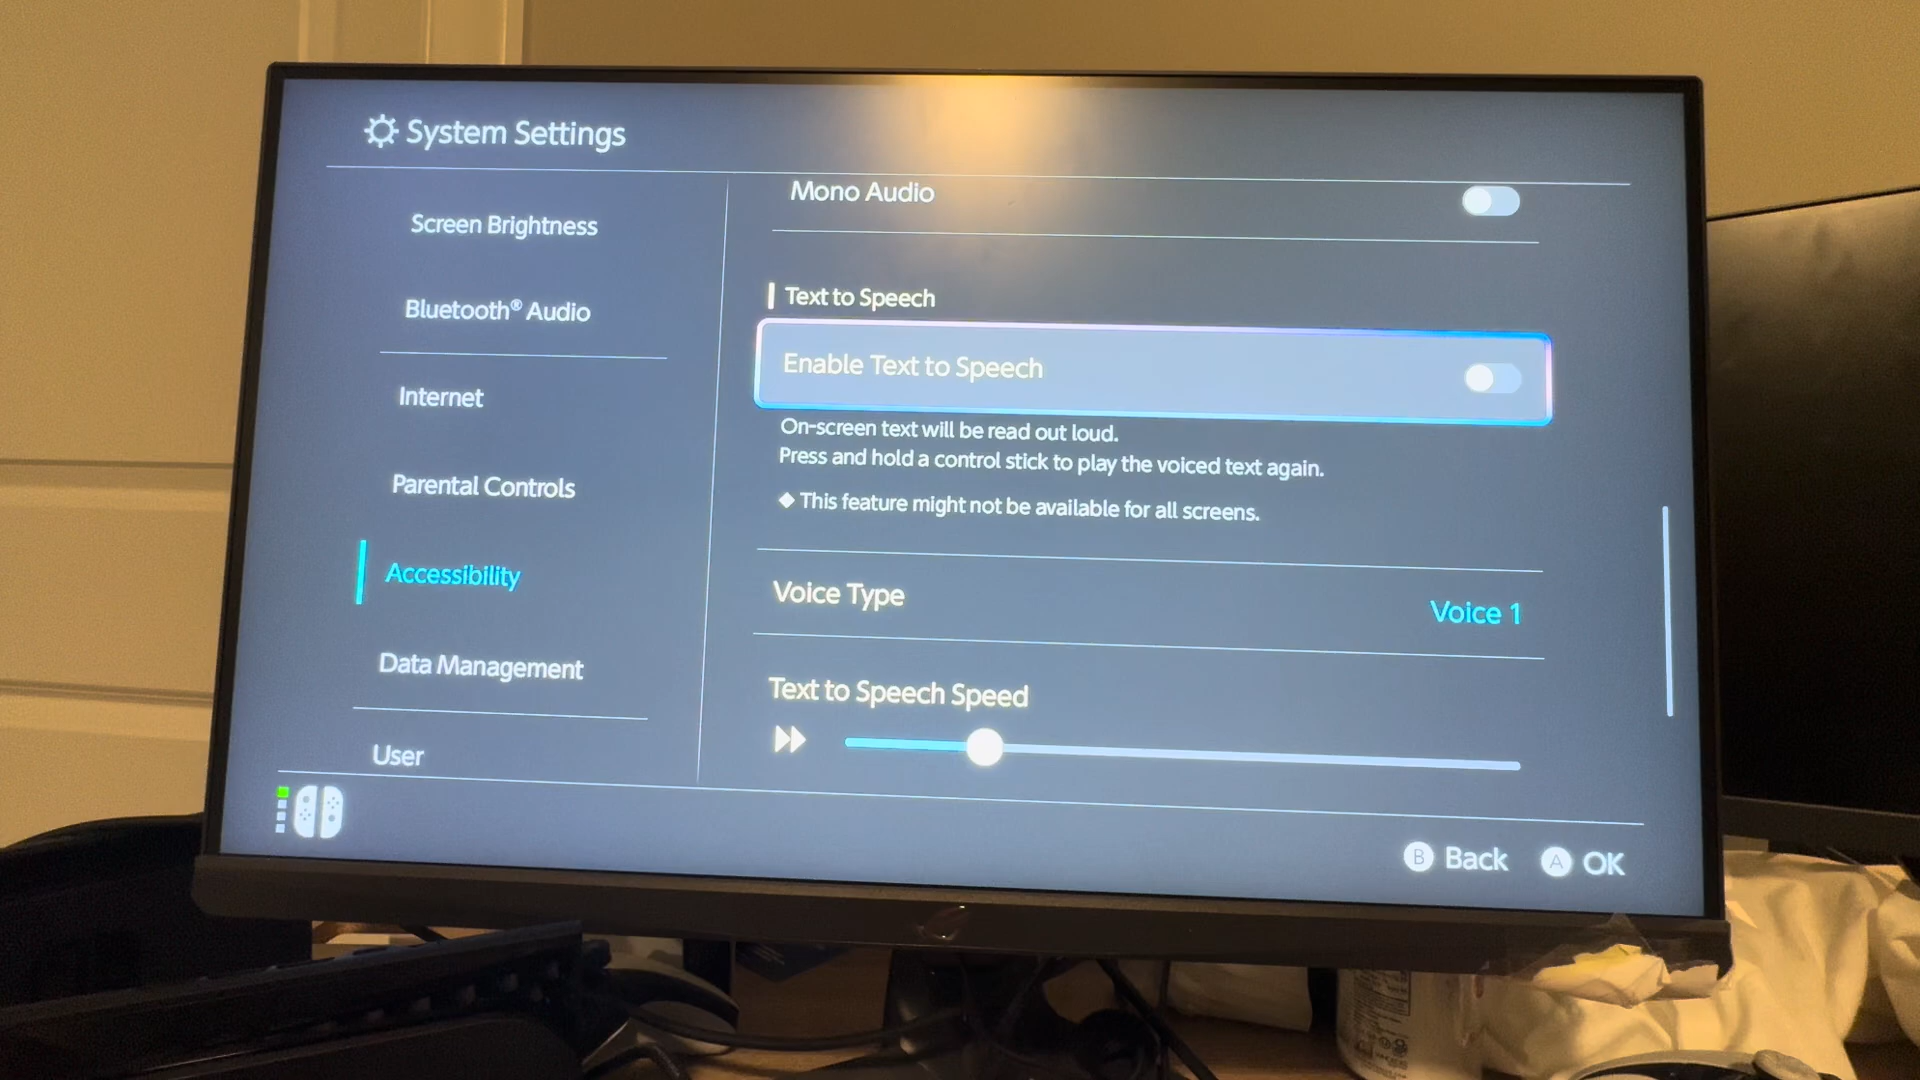 System Settings
Screen Brightness
Bluetooth® Audio
Internet
Parental Controls
Accessibility
Data Management
User
Mono Audio
Text to Speech
Enable Text to Speech
On-screen text will be read out loud.
Press and hold a control stick to play the voiced text again.
◆ This feature might not be available for all screens.
Voice Type
Voice 1
Text to Speech Speed
B Back
A OK